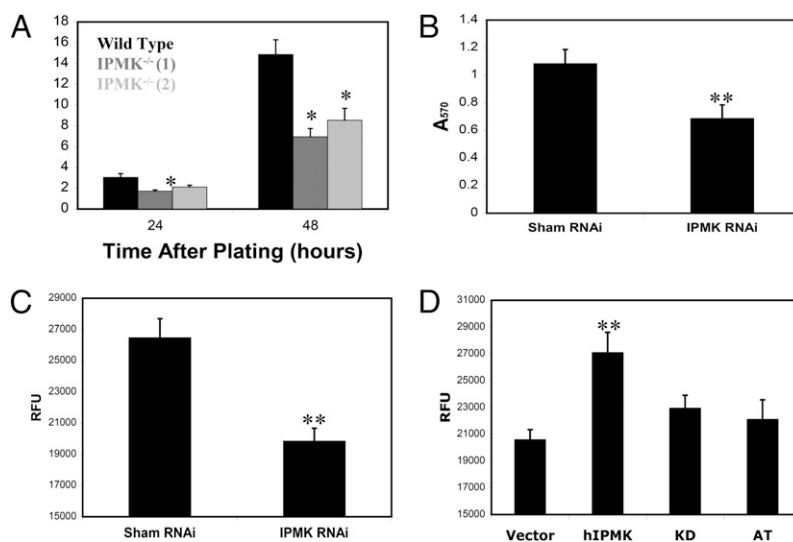 A
Wild Type
IPMK-/- (1)
IPMK-/- (2)
18
16
14
12
10
8
6
4
2
0
*
*
*
24
48
Time After Plating (hours)
B
A570
1.4
1.2
1
0.8
0.6
0.4
0.2
0
**
Sham RNAi
IPMK RNAi
C
RFU
29000
27000
25000
23000
21000
19000
17000
15000
**
Sham RNAi
IPMK RNAi
D
RFU
31000
29000
27000
25000
23000
21000
19000
17000
15000
**
Vector
hIPMK
KD
AT